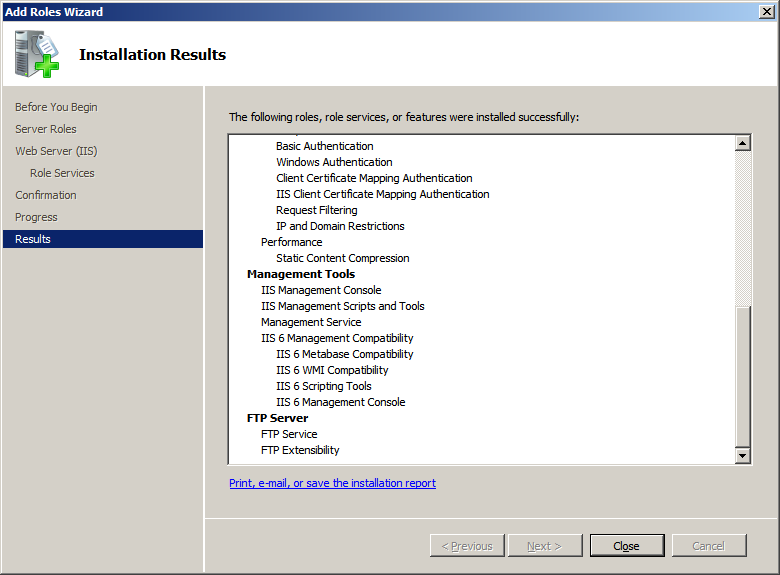 Add Roles Wizard
Installation Results
Before You Begin
Server Roles
Web Server (IIS)
Role Services
Confirmation
Progress
Results
The following roles, role services, or features were installed successfully:
Basic Authentication
Windows Authentication
Client Certificate Mapping Authentication
IIS Client Certificate Mapping Authentication
Request Filtering
IP and Domain Restrictions
Performance
Static Content Compression
Management Tools
IIS Management Console
IIS Management Scripts and Tools
Management Service
IIS 6 Management Compatibility
IIS 6 Metabase Compatibility
IIS 6 WMI Compatibility
IIS 6 Scripting Tools
IIS 6 Management Console
FTP Server
FTP Service
FTP Extensibility
Print, e-mail, or save the installation report
< Previous
Next >
Close
Cancel